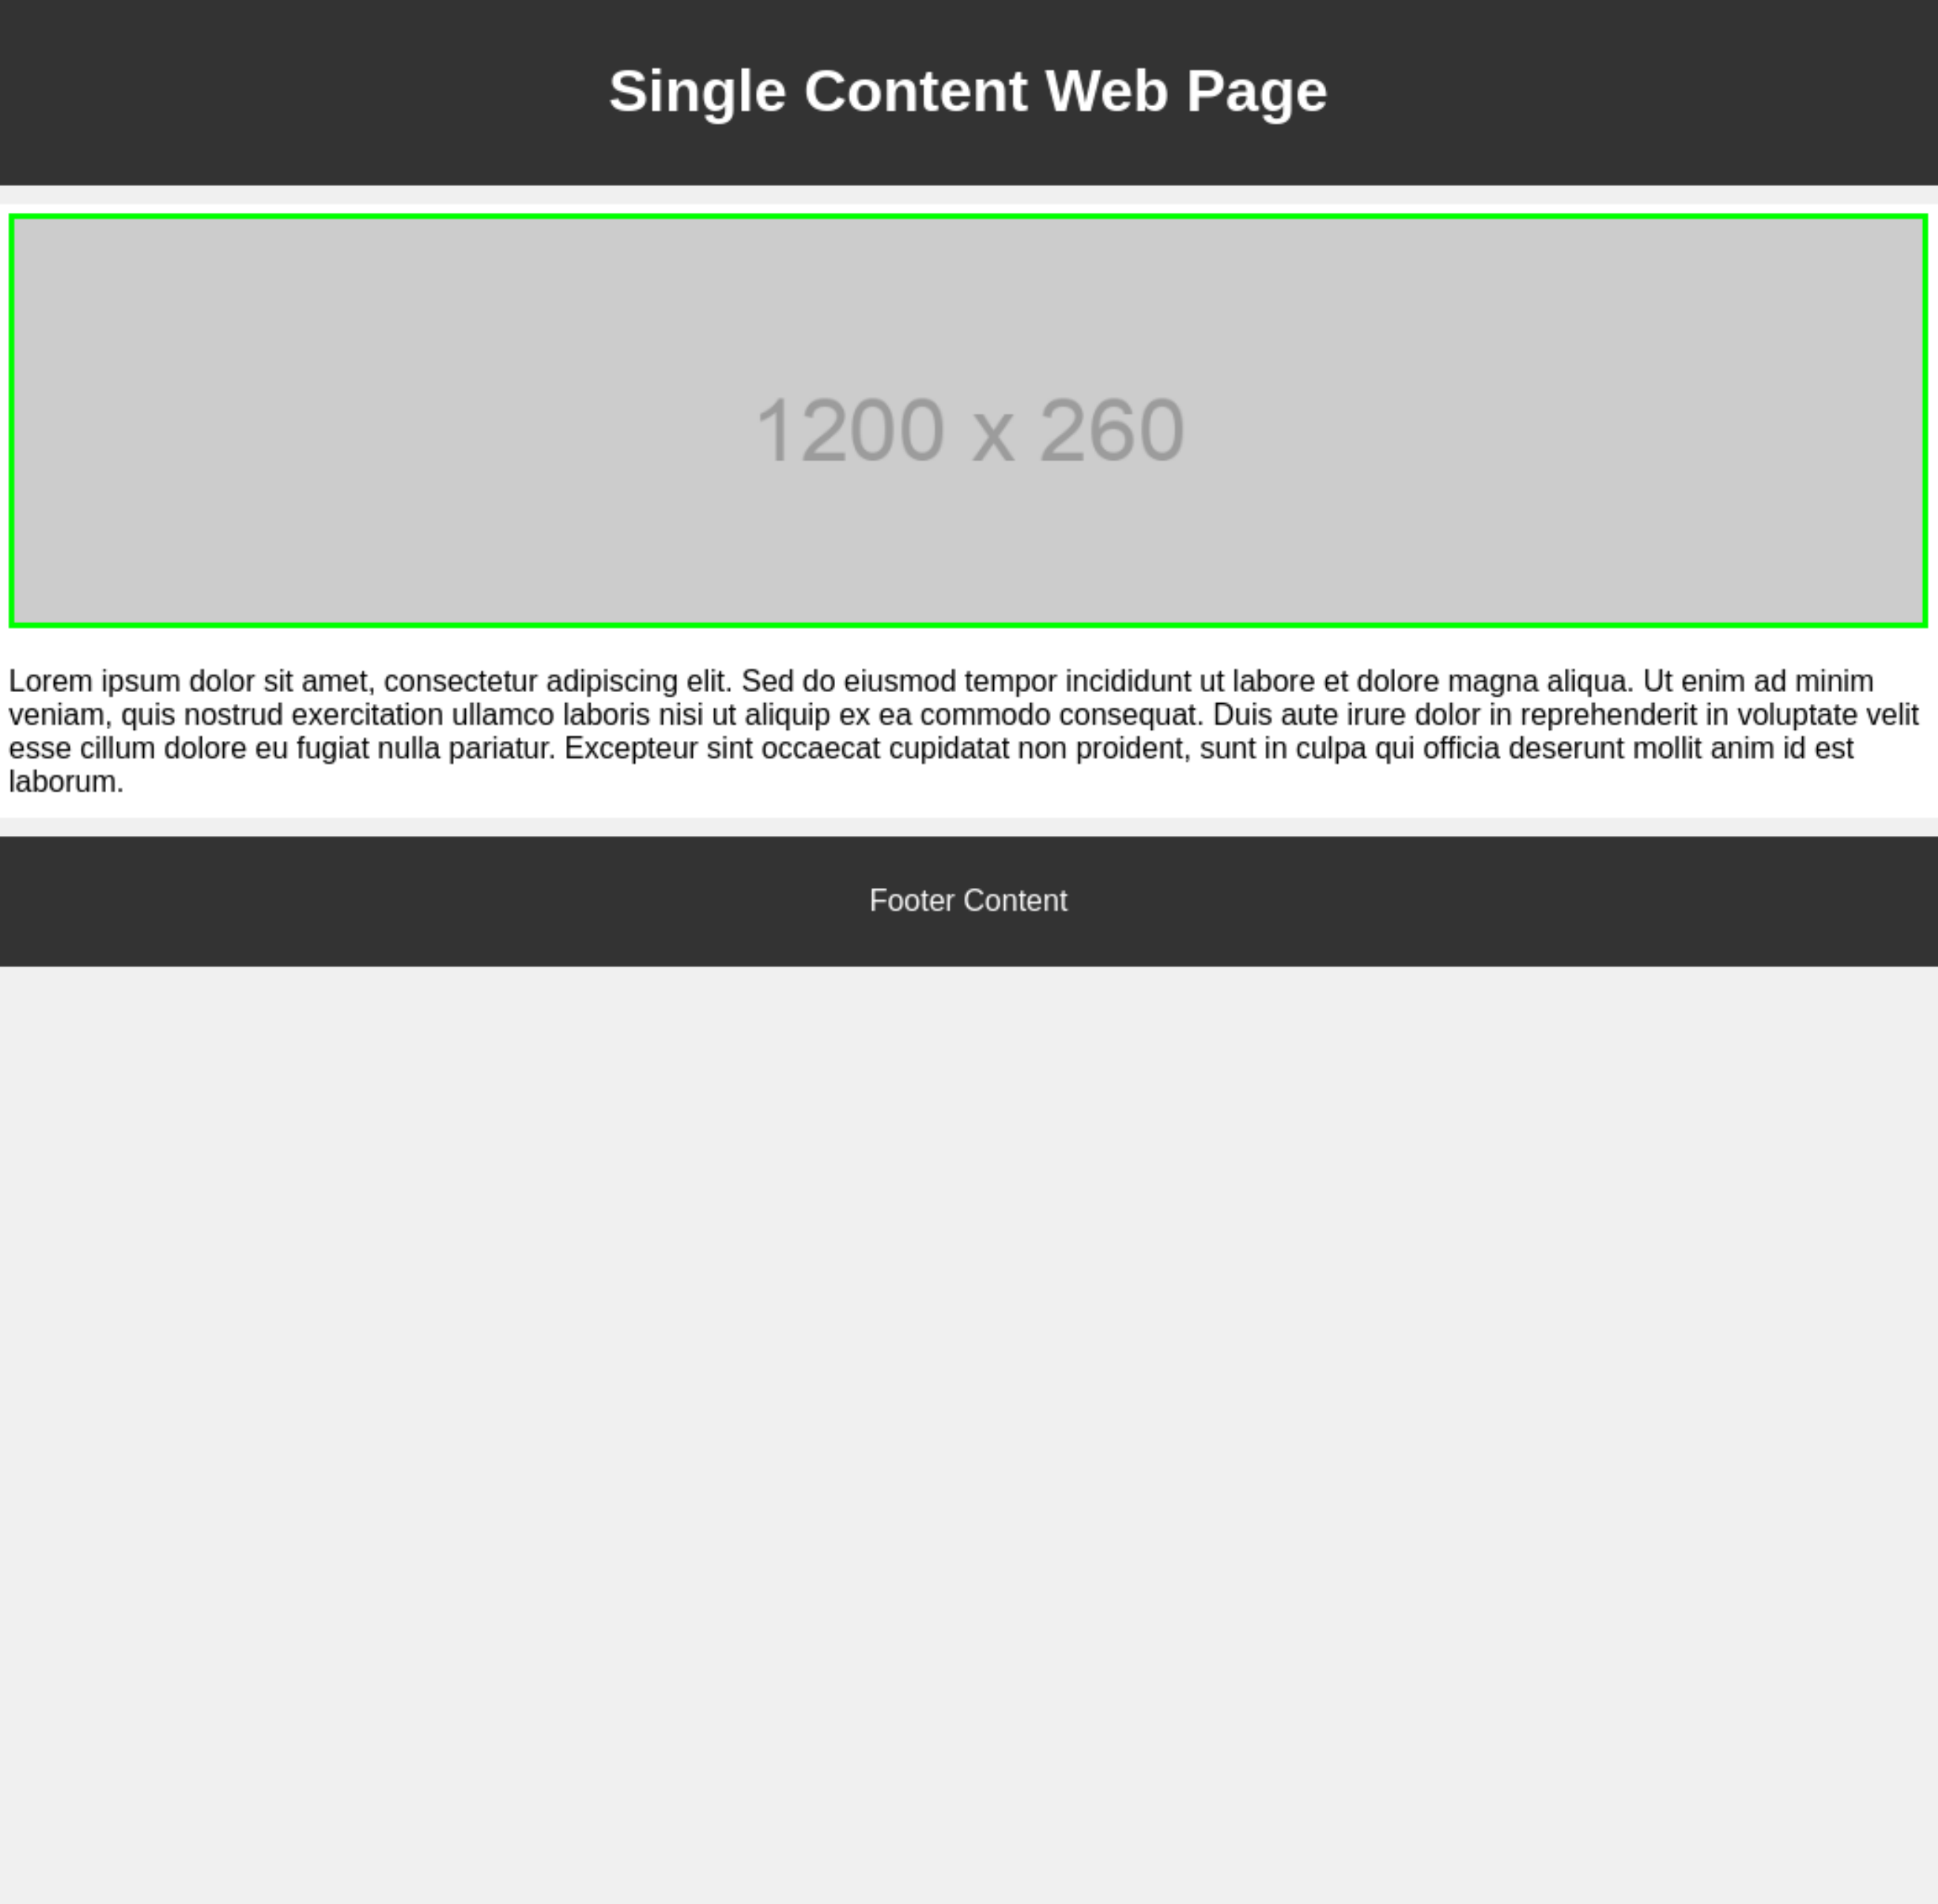 Single Content Web Page
1200 x 260
Lorem ipsum dolor sit amet, consectetur adipiscing elit. Sed do eiusmod tempor incididunt ut labore et dolore magna aliqua. Ut enim ad minim
veniam, quis nostrud exercitation ullamco laboris nisi ut aliquip ex ea commodo consequat. Duis aute irure dolor in reprehenderit in voluptate velit
esse cillum dolore eu fugiat nulla pariatur. Excepteur sint occaecat cupidatat non proident, sunt in culpa qui officia deserunt mollit anim id est
laborum.
Footer Content